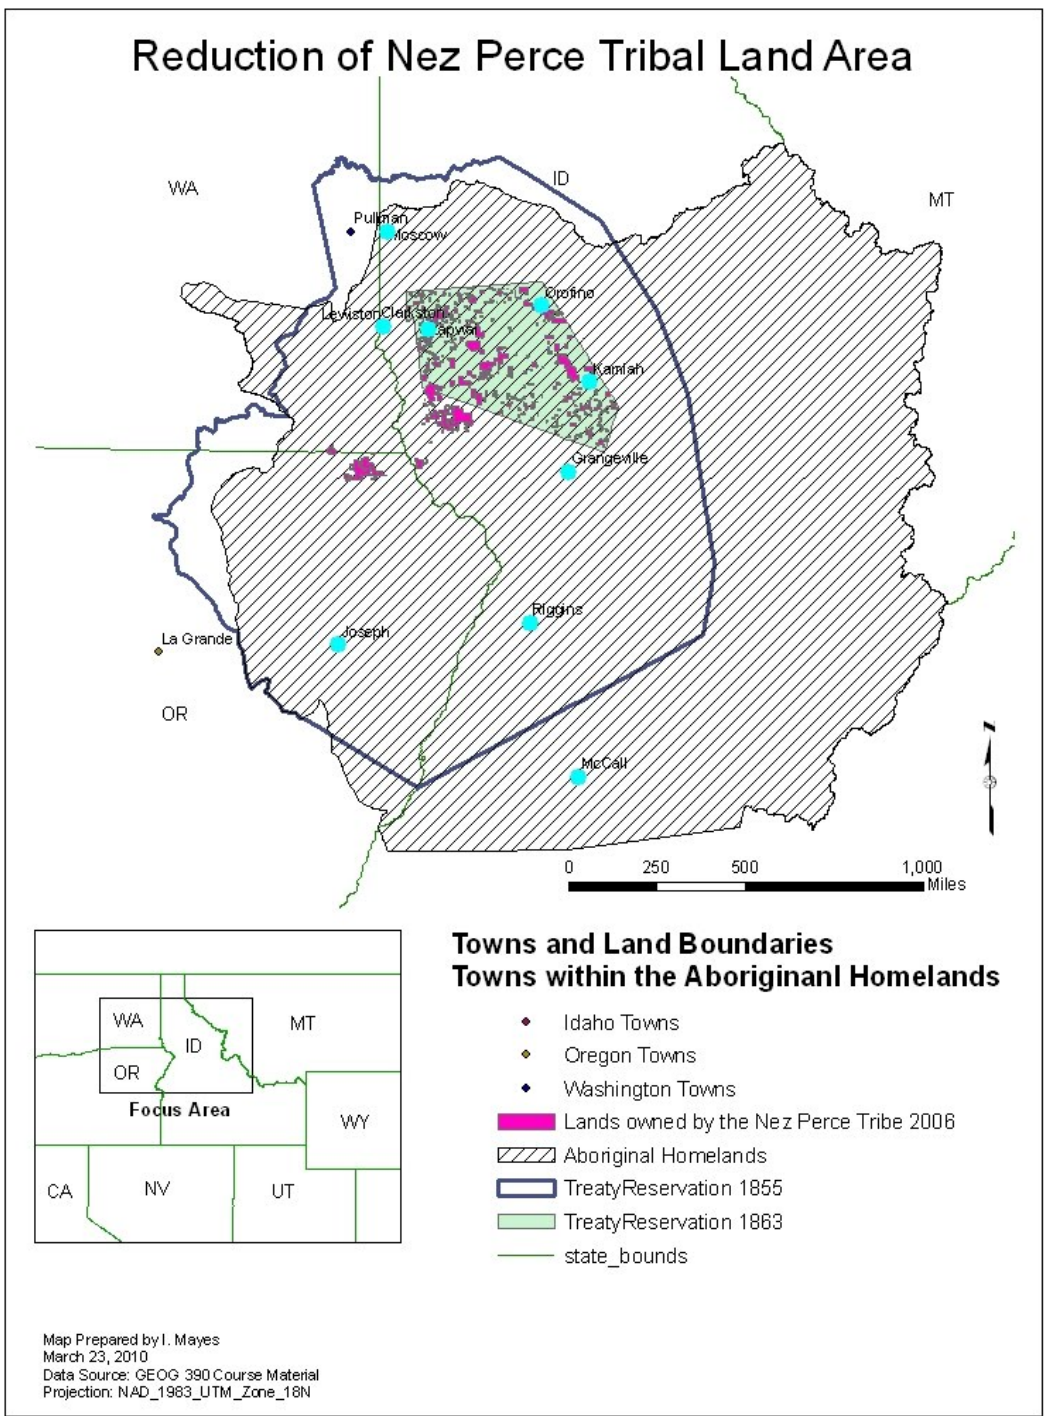 Reduction of Nez Perce Tribal Land Area
WA
ID
MT
Pullman
Moscow
Orofino
Lewiston Clarkston
Lapwai
Kamiah
Grangeville
Riggins
La Grande
Joseph
OR
McCall
N
0 250 500 1,000
Miles
Towns and Land Boundaries
Towns within the Aboriginanl Homelands
Idaho Towns
Oregon Towns
Washington Towns
Lands owned by the Nez Perce Tribe 2006
Aboriginal Homelands
TreatyReservation 1855
TreatyReservation 1863
state_bounds
WA
MT
ID
OR
Focus Area
WY
CA
NV
UT
Map Prepared by I. Mayes
March 23, 2010
Data Source: GEOG 390 Course Material
Projection: NAD_1983_UTM_Zone_18N